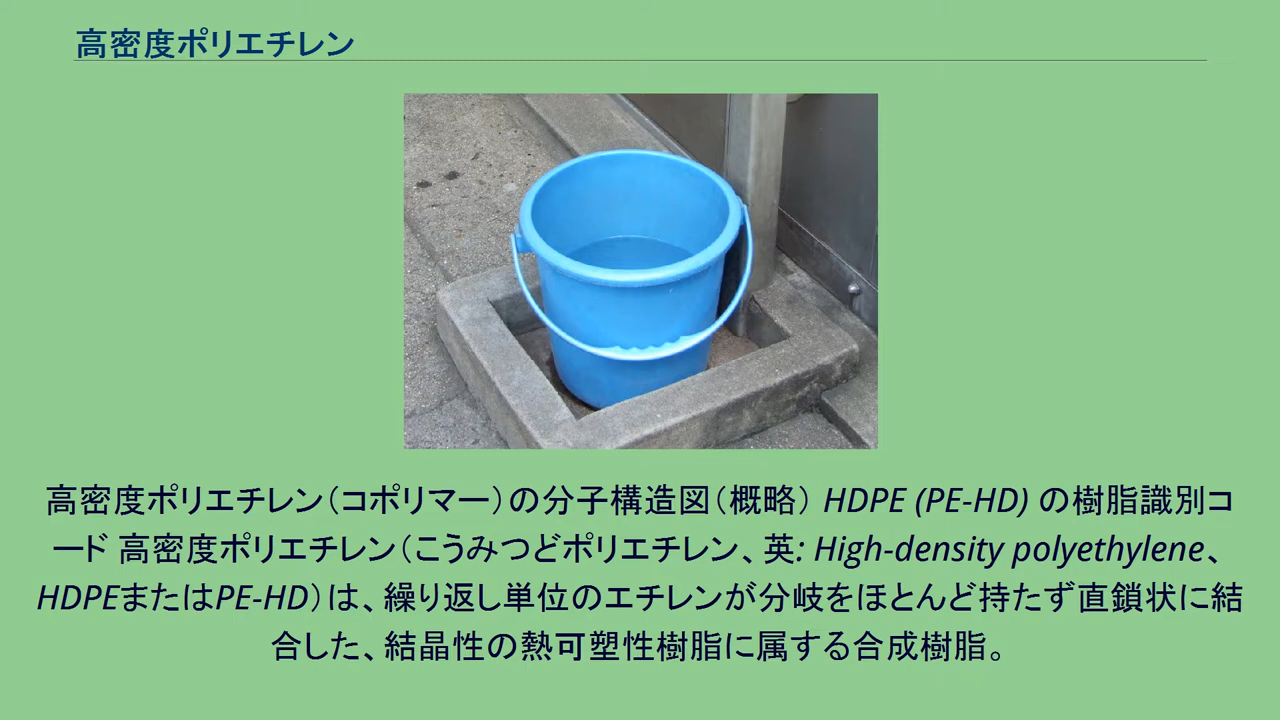 高密度ポリエチレン
高密度ポリエチレン（コポリマー）の分子構造図（概略） HDPE (PE-HD) の樹脂識別コ
ード 高密度ポリエチレン（こうみつどポリエチレン、英: High-density polyethylene、
HDPEまたはPE-HD）は、繰り返し単位のエチレンが分岐をほとんど持たず直鎖状に結
合した、結晶性の熱可塑性樹脂に属する合成樹脂。